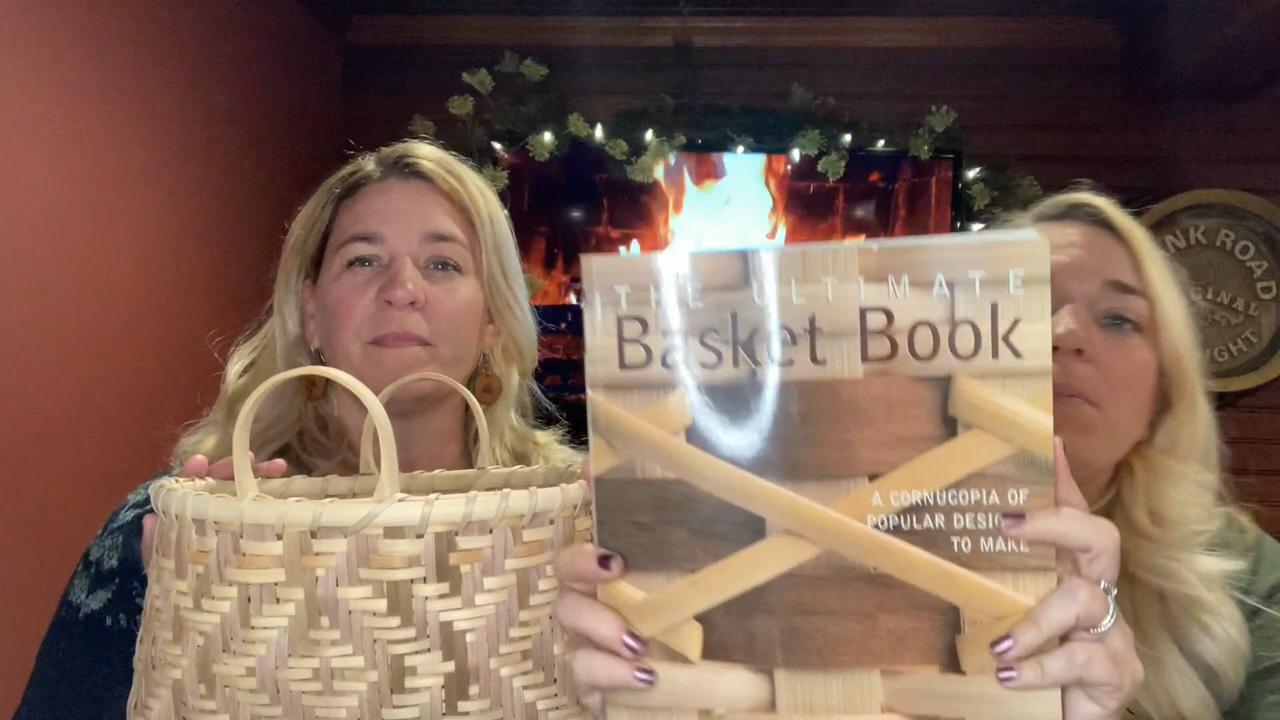 THE ULTIMATE
Basket Book
A CORNUCOPIA OF
POPULAR DESIG
TO MAKE
NK ROAD
GINAL
GHT